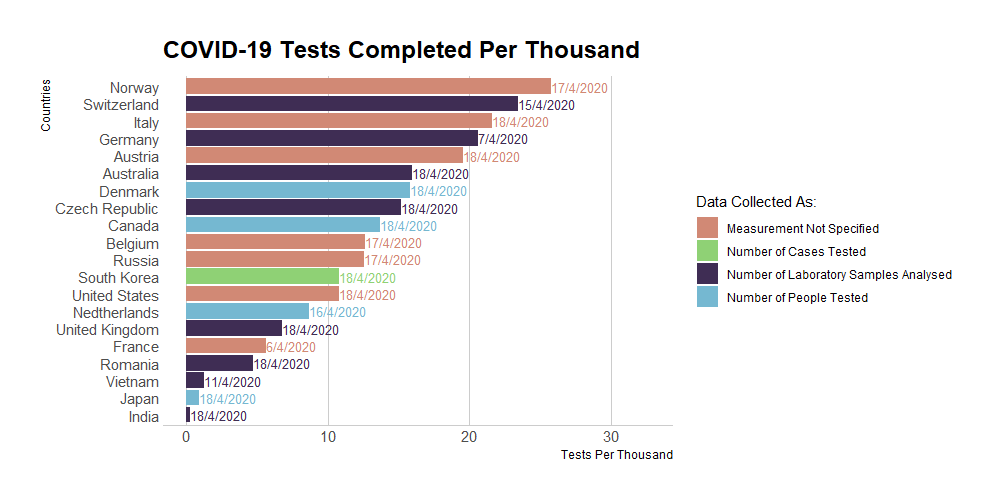 COVID-19 Tests Completed Per Thousand
Countries
Norway 17/4/2020
Switzerland 15/4/2020
Italy 18/4/2020
Germany 7/4/2020
Austria 18/4/2020
Australia 18/4/2020
Denmark 18/4/2020
Czech Republic 18/4/2020
Canada 18/4/2020
Belgium 17/4/2020
Russia 17/4/2020
South Korea 18/4/2020
United States 18/4/2020
Nedtherlands 16/4/2020
United Kingdom 18/4/2020
France 6/4/2020
Romania 18/4/2020
Vietnam 11/4/2020
Japan 18/4/2020
India 18/4/2020
0 10 20 30
Tests Per Thousand
Data Collected As:
Measurement Not Specified
Number of Cases Tested
Number of Laboratory Samples Analysed
Number of People Tested